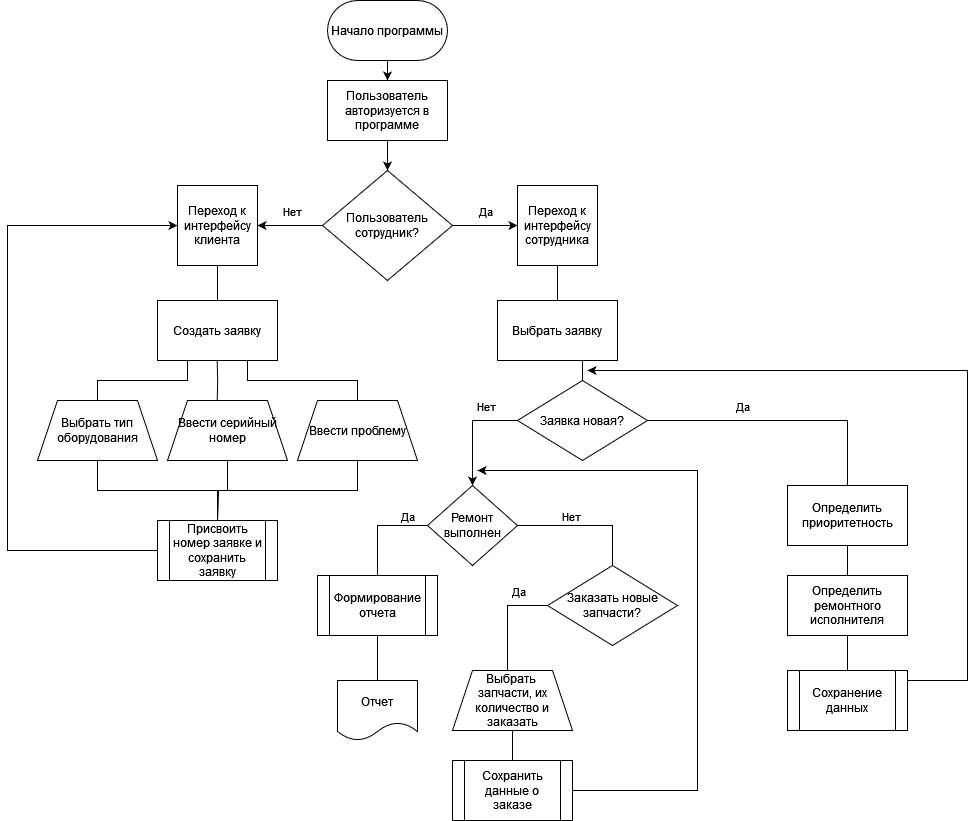 Начало программы
Пользователь
авторизуется в
программе
Пользователь
сотрудник?
Нет
Да
Переход к
интерфейсу
клиента
Переход к
интерфейсу
сотрудника
Создать заявку
Выбрать заявку
Выбрать тип
оборудования
Ввести серийный
номер
Ввести проблему
Присвоить
номер заявке и
сохранить
заявку
Заявка новая?
Нет
Да
Ремонт
выполнен
Да
Нет
Определить
приоритетность
Формирование
отчета
Заказать новые
запчасти?
Да
Определить
ремонтного
исполнителя
Отчет
Выбрать
запчасти, их
количество и
заказать
Сохранение
данных
Сохранить
данные о
заказе